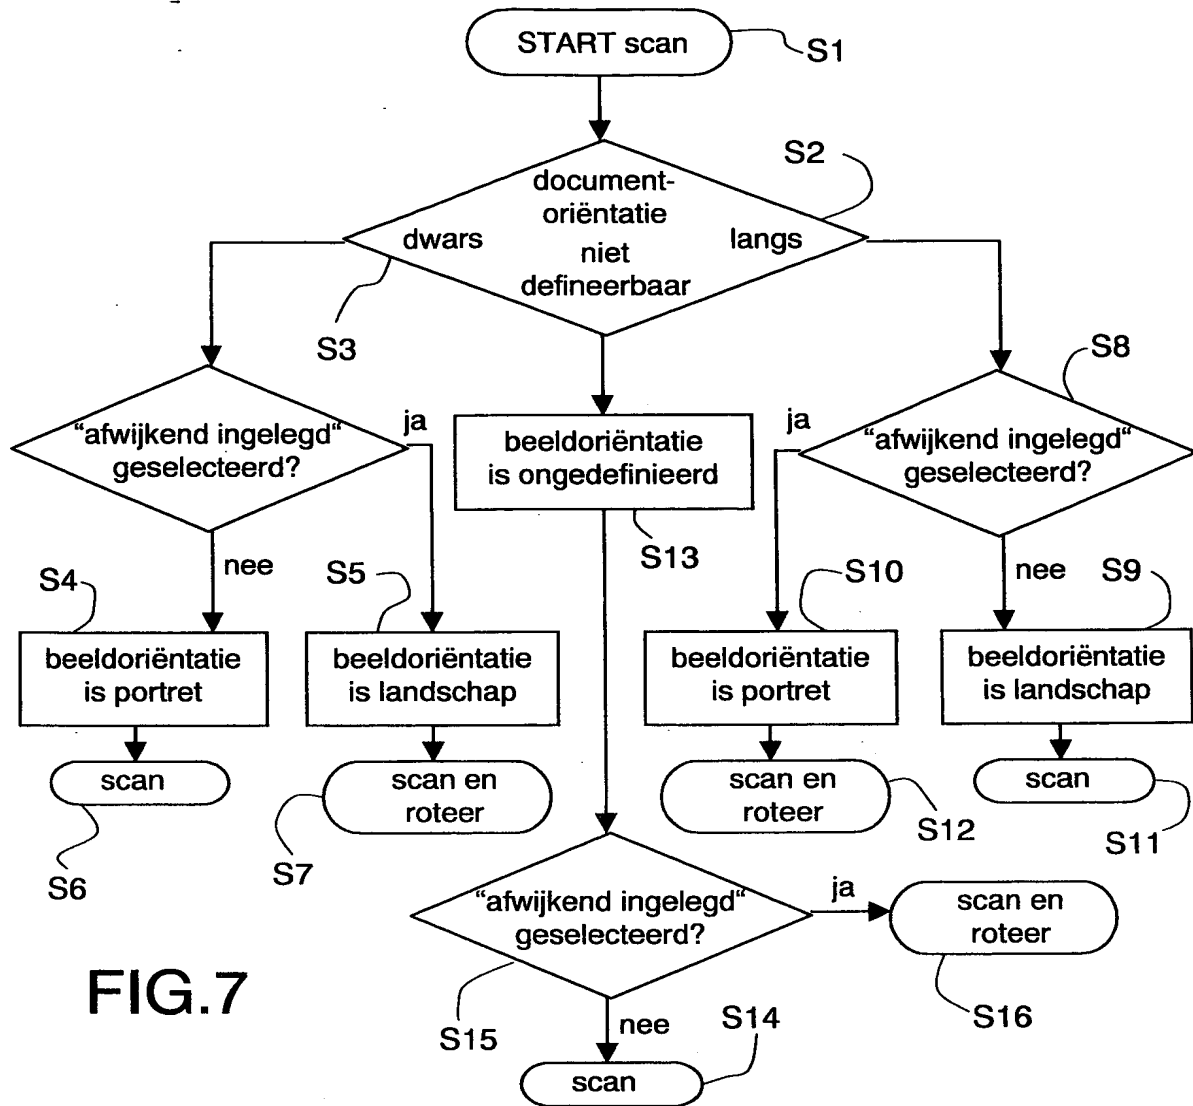 START scan
S1
S2
document-
oriëntatie
dwars
langs
niet
defineerbaar
S3
S8
“afwijkend ingelegd“
geselecteerd?
ja
beeldoriëntatie
is ongedefinieerd
ja
“afwijkend ingelegd“
geselecteerd?
nee
S13
nee
S4
S5
S10
S9
beeldoriëntatie
is portret
beeldoriëntatie
is landschap
beeldoriëntatie
is portret
beeldoriëntatie
is landschap
scan
scan en
roteer
scan en
roteer
scan
S6
S7
S12
S11
“afwijkend ingelegd“
geselecteerd?
ja
scan en
roteer
FIG.7
S15
nee
S14
S16
scan